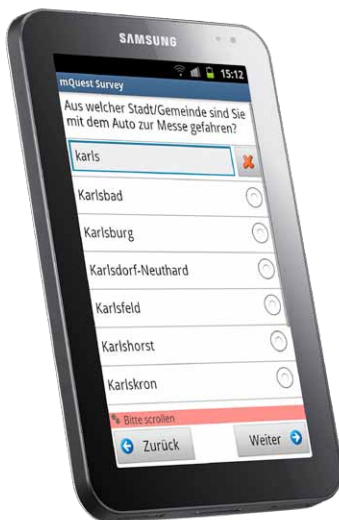 SAMSUNG
15:12
mQuest Survey
Aus welcher Stadt/Gemeinde sind Sie
mit dem Auto zur Messe gefahren?
karls
Karlsbad
Karlsburg
Karlsdorf-Neuthard
Karlsfeld
Karlshorst
Karlskron
Bitte scrollen
Zurück Weiter